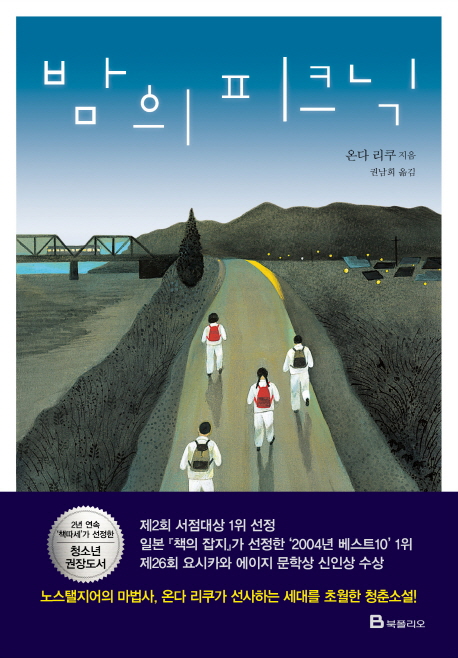 밤의 피크닉
온다 리쿠 지음
권남희 옮김
2년 연속
'책따세'가 선정한
청소년
권장도서
제2회 서점대상 1위 선정
일본 『책의 잡지』가 선정한 '2004년 베스트10' 1위
제26회 요시카와 에이지 문학상 신인상 수상
노스탤지어의 마법사, 온다 리쿠가 선사하는 세대를 초월한 청춘소설!
B 북폴리오